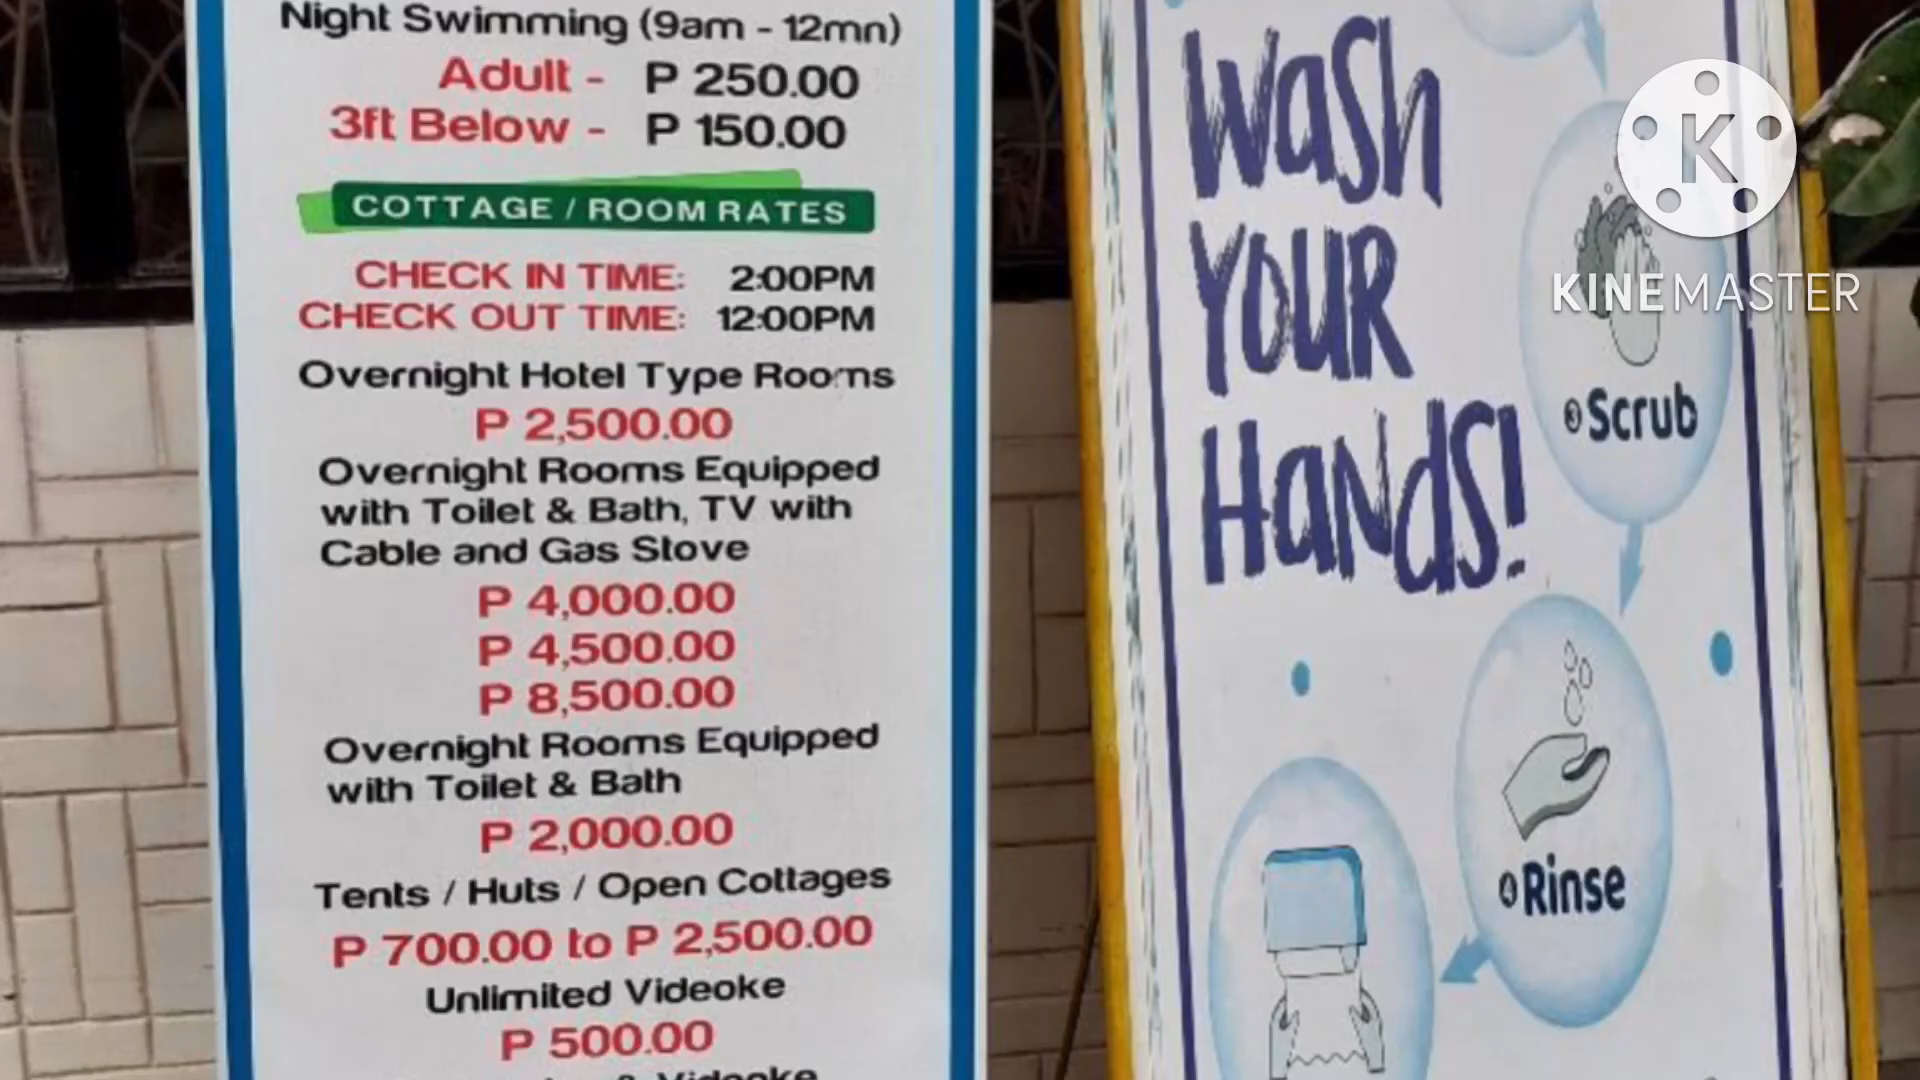 Night Swimming (9am - 12mn)
Adult - P 250.00
3ft Below - P 150.00
COTTAGE / ROOM RATES
CHECK IN TIME: 2:00PM
CHECK OUT TIME: 12:00PM
Overnight Hotel Type Rooms
P 2,500.00
Overnight Rooms Equipped
with Toilet & Bath, TV with
Cable and Gas Stove
P 4,000.00
P 4,500.00
P 8,500.00
Overnight Rooms Equipped
with Toilet & Bath
P 2,000.00
Tents / Huts / Open Cottages
P 700.00 to P 2,500.00
Unlimited Videoke
P 500.00
& Videoke
WasH
YOUR
HaNdS!
3 Scrub
4 Rinse
K
KINEMASTER